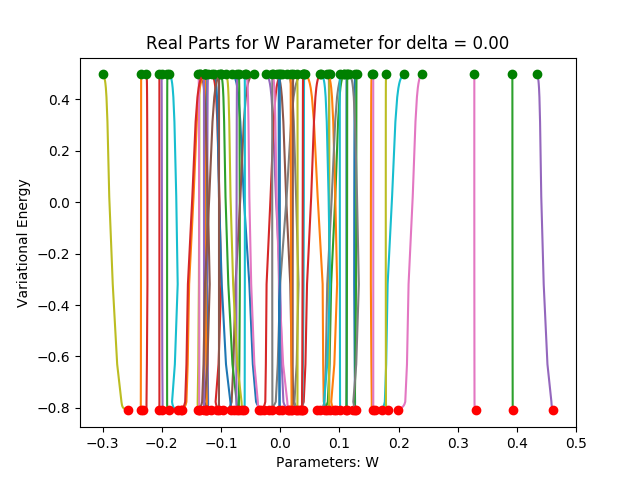 Real Parts for W Parameter for delta = 0.00
Variational Energy
0.4
0.2
0.0
−0.2
−0.4
−0.6
−0.8
−0.3 −0.2 −0.1 0.0 0.1 0.2 0.3 0.4 0.5
Parameters: W